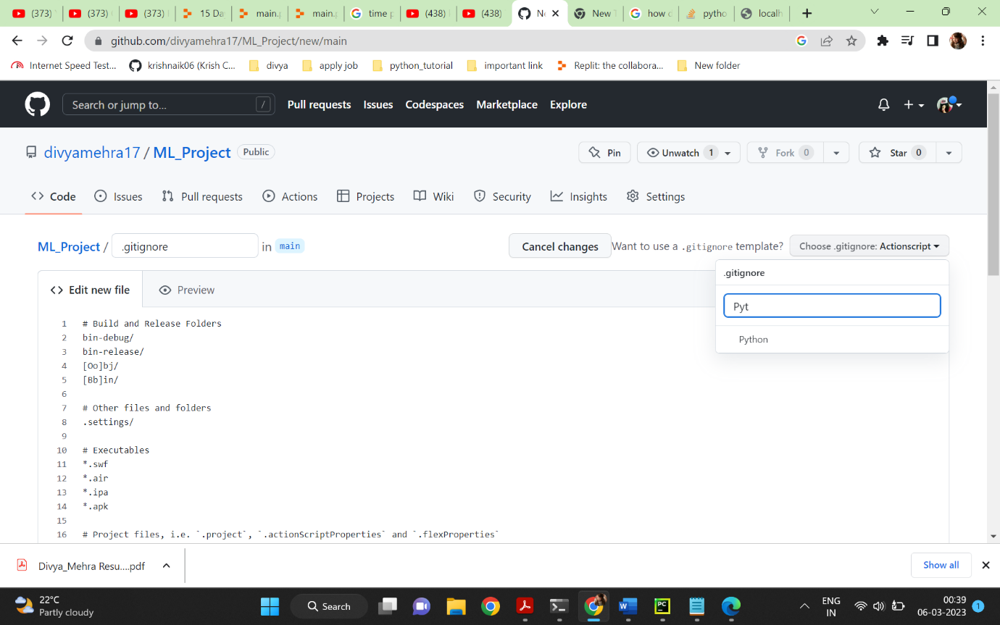 (373)
(373)
(373)
15 Da
main.p
main.p
time p
(438)
(438)
Ne
New T
how d
pytho
localh
github.com/divyamehra17/ML_Project/new/main
Internet Speed Test...
krishnaik06 (Krish C...
divya
apply job
python_tutorial
important link
Replit: the collabora...
New folder
Search or jump to...
/
Pull requests
Issues
Codespaces
Marketplace
Explore
divyamehra17 / ML_Project
Public
Pin
Unwatch 1
Fork 0
Star 0
Code
Issues
Pull requests
Actions
Projects
Wiki
Security
Insights
Settings
ML_Project / .gitignore in main
Cancel changes
Want to use a .gitignore template?
Choose .gitignore: Actionscript
.gitignore
Pyt
Python
Edit new file
Preview
1 # Build and Release Folders
2 bin-debug/
3 bin-release/
4 [Oo]bj/
5 [Bb]in/
6
7 # Other files and folders
8 .settings/
9
10 # Executables
11 *.swf
12 *.air
13 *.ipa
14 *.apk
15
16 # Project files, i.e. `.project`, `.actionScriptProperties` and `.flexProperties`
Divya_Mehra Resu....pdf
Show all
22°C
Partly cloudy
Search
PC
ENG
IN
00:39
06-03-2023
1